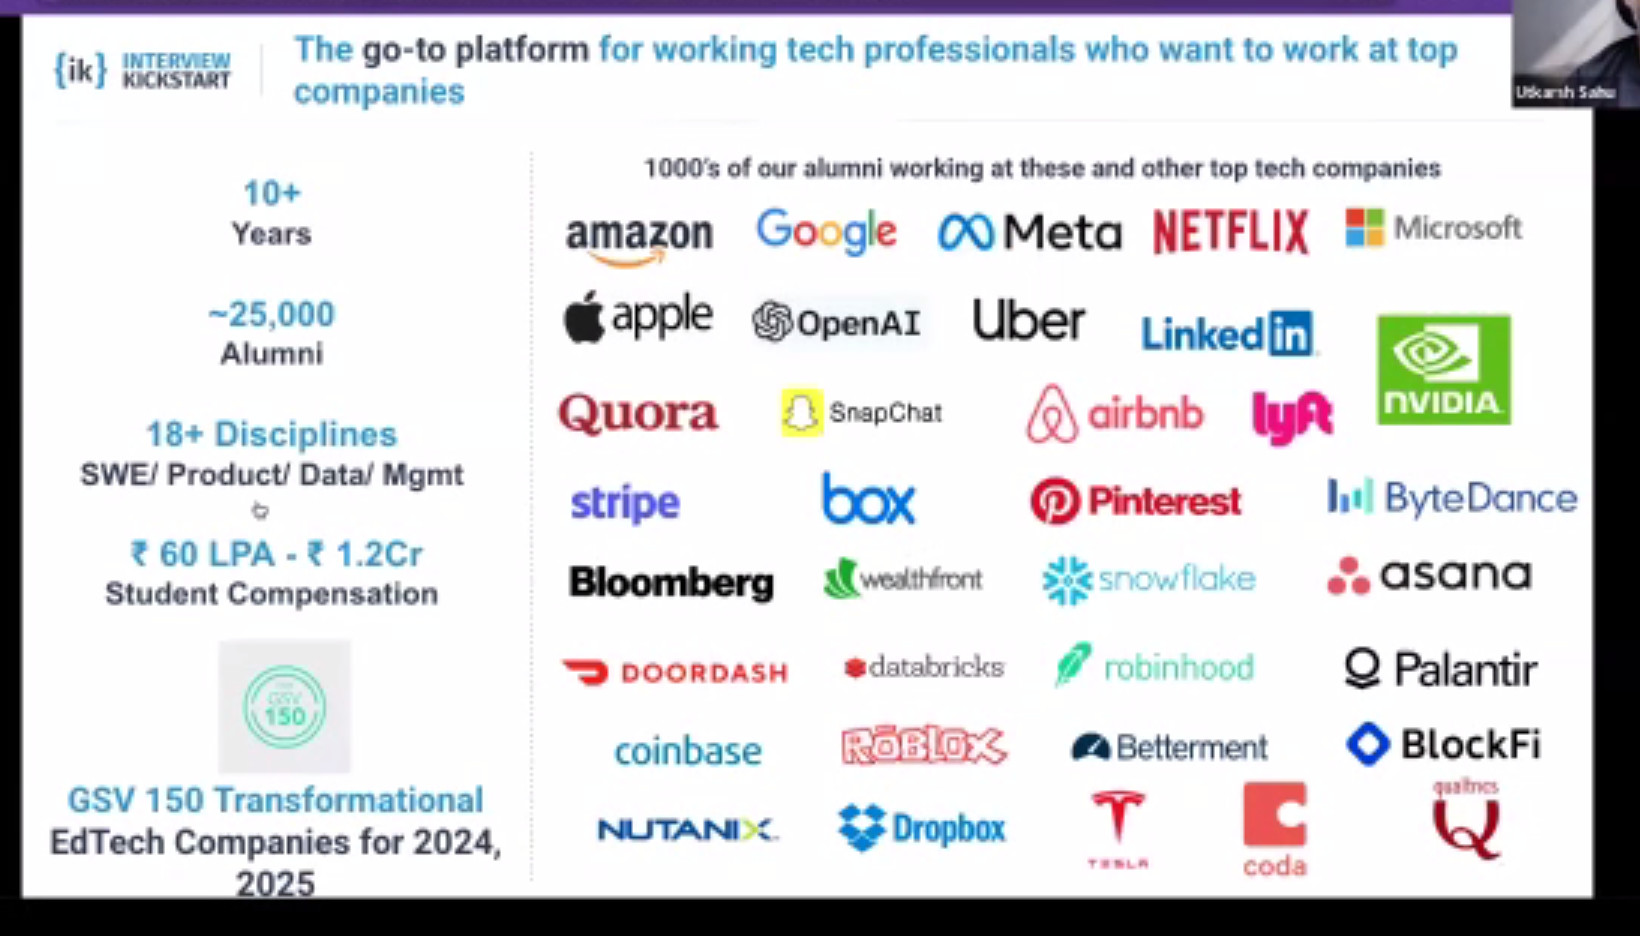 {ik} INTERVIEW KICKSTART
The go-to platform for working tech professionals who want to work at top
companies
Utkarsh Sahu
10+
Years
~25,000
Alumni
18+ Disciplines
SWE/ Product/ Data/ Mgmt
₹ 60 LPA - ₹ 1.2Cr
Student Compensation
GSV
150
GSV 150 Transformational
EdTech Companies for 2024,
2025
1000's of our alumni working at these and other top tech companies
amazon Google Meta NETFLIX Microsoft
apple OpenAI Uber LinkedIn NVIDIA
Quora SnapChat airbnb lyft
stripe box Pinterest ByteDance
Bloomberg wealthfront snowflake asana
DOORDASH databricks robinhood Palantir
coinbase ROBLOX Betterment BlockFi
NUTANIX Dropbox TESLA coda qualtrics